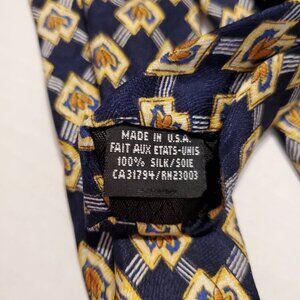 MADE IN U.S.A.
FAIT AUX ETATS-UNIS
100% SILK/SOIE
CA31794/RN23003